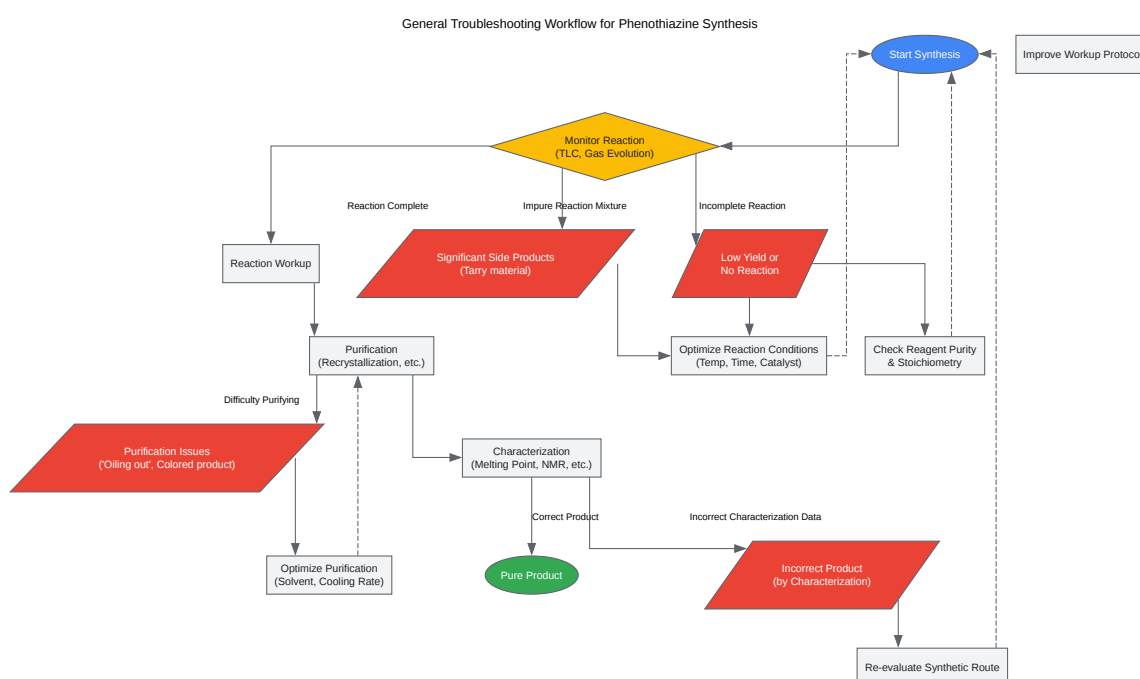 General Troubleshooting Workflow for Phenothiazine Synthesis
Start Synthesis
Improve Workup Protoco
Monitor Reaction
(TLC, Gas Evolution)
Reaction Complete
Impure Reaction Mixture
Incomplete Reaction
Reaction Workup
Significant Side Products
(Tarry material)
Low Yield or
No Reaction
Purification
(Recrystallization, etc.)
Optimize Reaction Conditions
(Temp, Time, Catalyst)
Check Reagent Purity
& Stoichiometry
Difficulty Purifying
Purification Issues
('Oiling out', Colored product)
Characterization
(Melting Point, NMR, etc.)
Correct Product
Incorrect Characterization Data
Optimize Purification
(Solvent, Cooling Rate)
Pure Product
Incorrect Product
(by Characterization)
Re-evaluate Synthetic Route